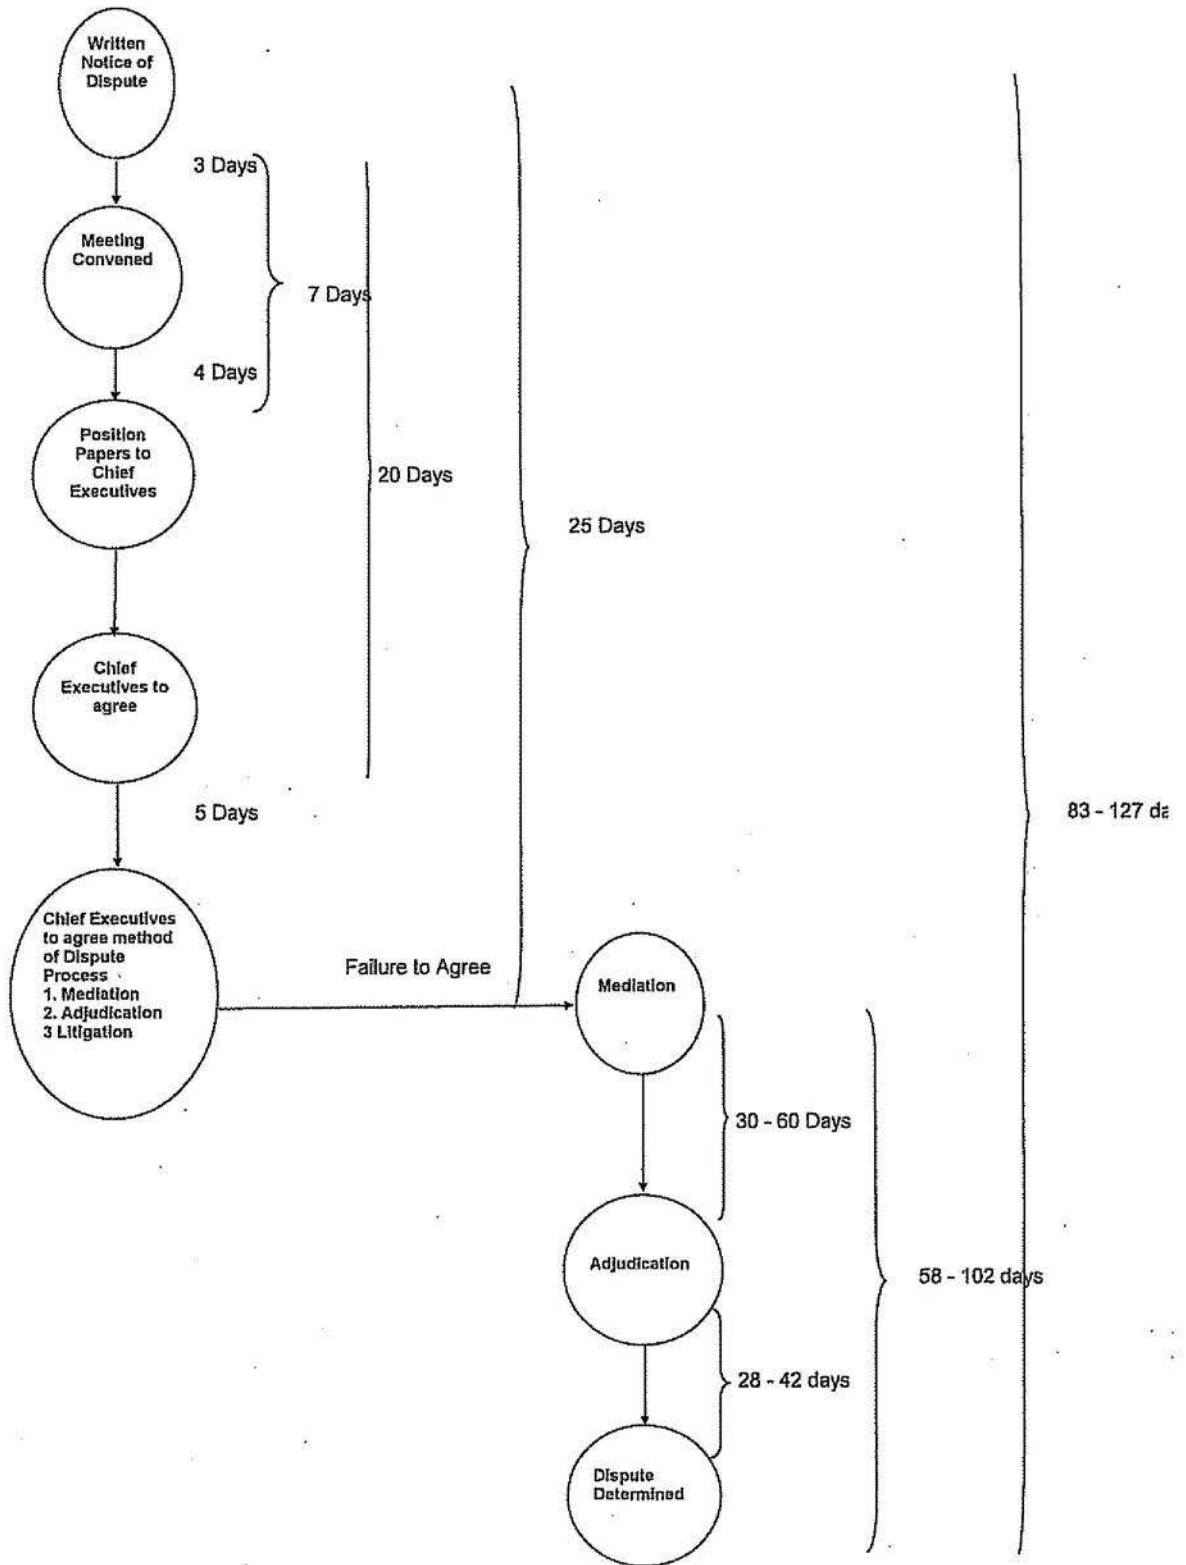 Written
Notice of
Dispute
3 Days
Meeting
Convened
7 Days
4 Days
Position
Papers to
Chief
Executives
20 Days
25 Days
Chief
Executives to
agree
5 Days
83 - 127 da
Chief Executives
to agree method
of Dispute
Process
1. Mediation
2. Adjudication
3 Litigation
Failure to Agree
Mediation
30 - 60 Days
Adjudication
58 - 102 days
28 - 42 days
Dispute
Determined